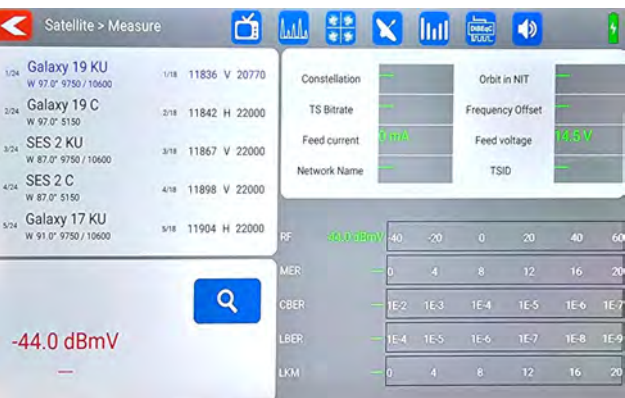 Satellite > Measure
DiSEqC
1/24 Galaxy 19 KU
W 97.0° 9750 / 10600
2/24 Galaxy 19 C
W 97.0° 5150
3/24 SES 2 KU
W 87.0° 9750 / 10600
4/24 SES 2 C
W 87.0° 5150
5/24 Galaxy 17 KU
W 91.0° 9750 / 10600
1/18 11836 V 20770
2/18 11842 H 22000
3/18 11867 V 22000
4/18 11898 V 22000
5/18 11904 H 22000
Constellation — Orbit in NIT —
TS Bitrate — Frequency Offset —
Feed current 0 mA Feed voltage 14.5 V
Network Name — TSID —
-44.0 dBmV
—
RF -44.0 dBmV -40 -20 0 20 40 60
MER — 0 4 8 12 16 20
CBER — 1E-2 1E-3 1E-4 1E-5 1E-6 1E-7
LBER — 1E-4 1E-5 1E-6 1E-7 1E-8 1E-9
LKM — 0 4 8 12 16 20